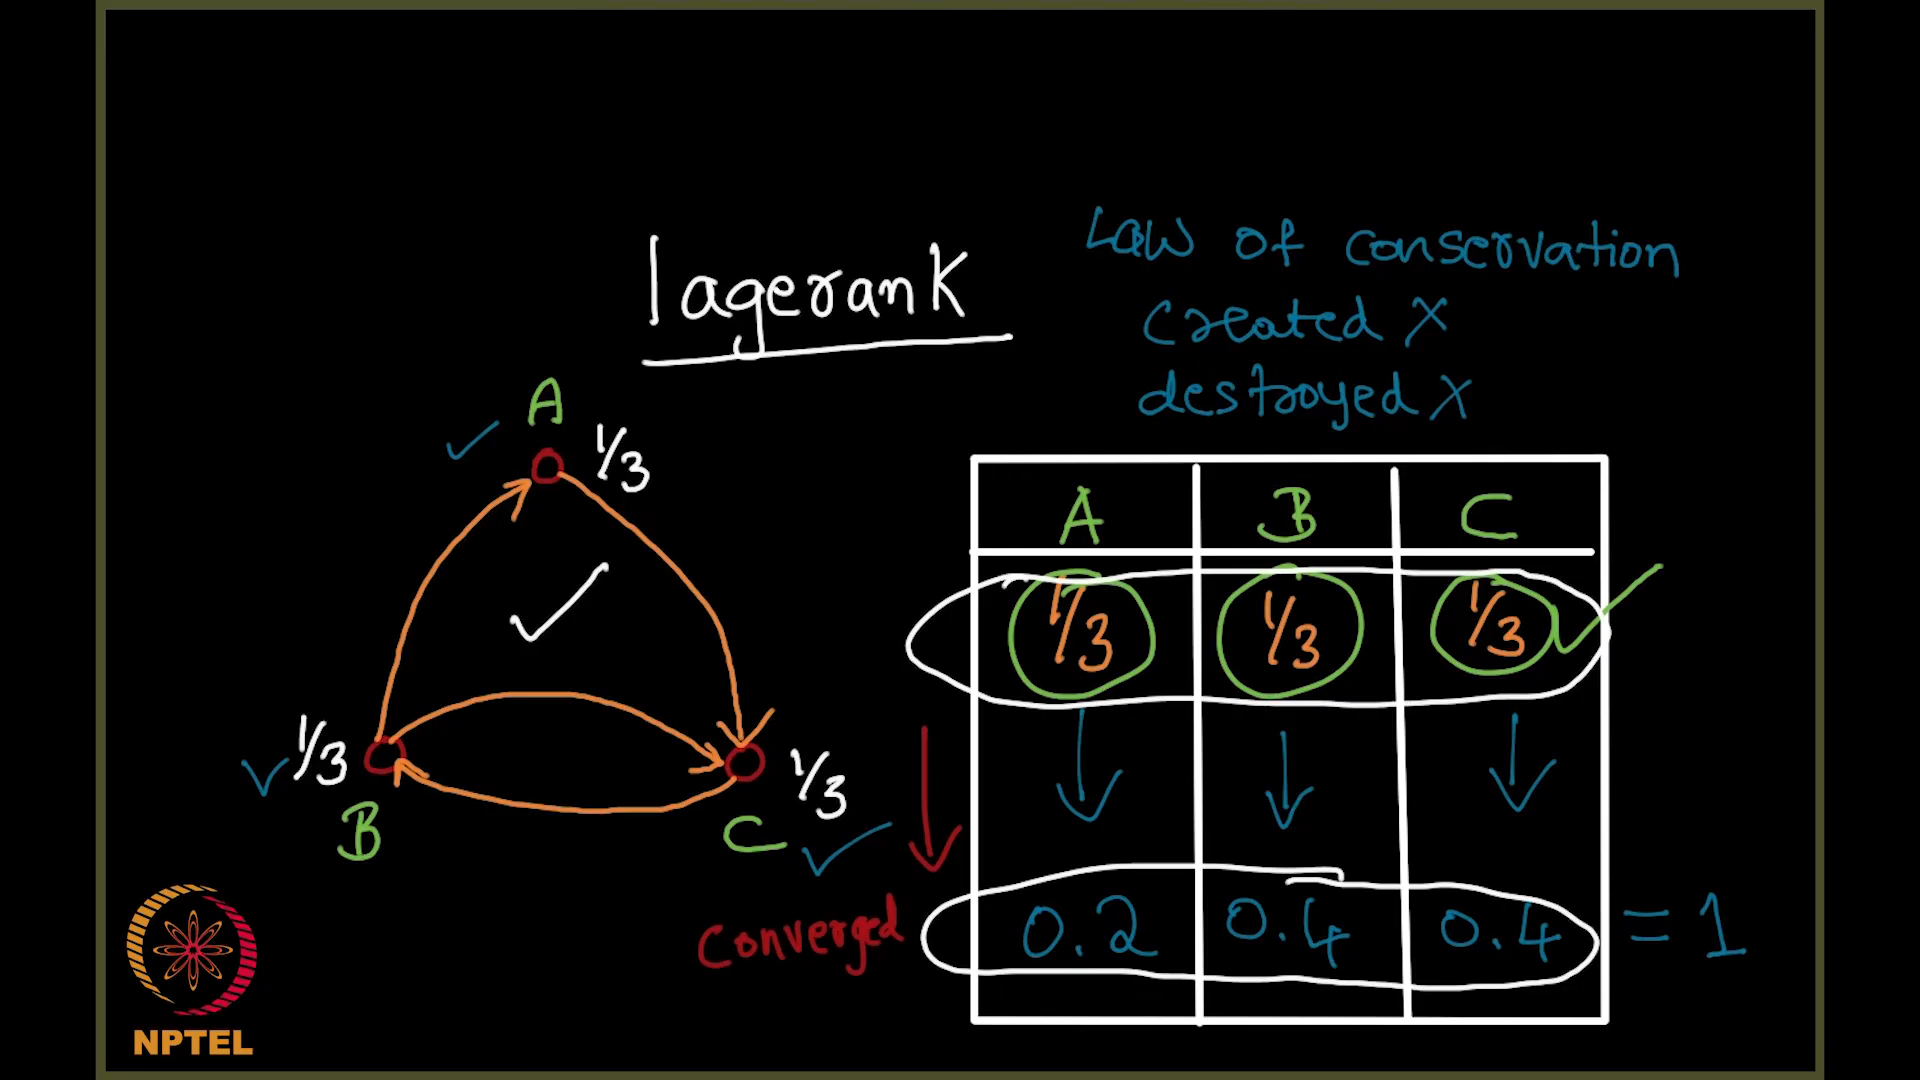 lagerank
Law of conservation
created X
destroyed X
A
1/3
1/3
B
1/3
C
A B C
1/3 1/3 1/3
Converged
0.2 0.4 0.4 = 1
NPTEL